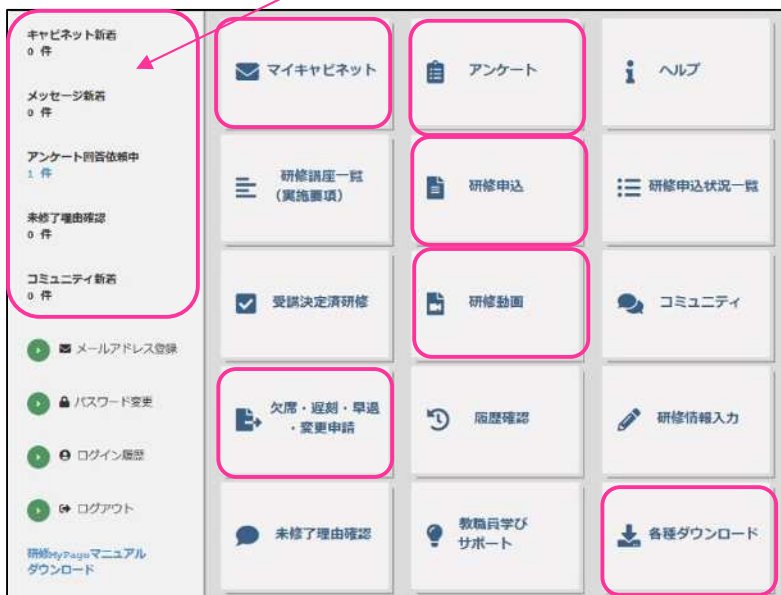 キャビネット新着
0 件
メッセージ新着
0 件
アンケート回答依頼中
1 件
未修了理由確認
0 件
コミュニティ新着
0 件
メールアドレス登録
パスワード変更
ログイン履歴
ログアウト
研修MyPageマニュアル
ダウンロード
マイキャビネット
アンケート
ヘルプ
研修講座一覧
（実施要項）
研修申込
研修申込状況一覧
受講決定済研修
研修動画
コミュニティ
欠席・遅刻・早退
・変更申請
履歴確認
研修情報入力
未修了理由確認
教職員学び
サポート
各種ダウンロード